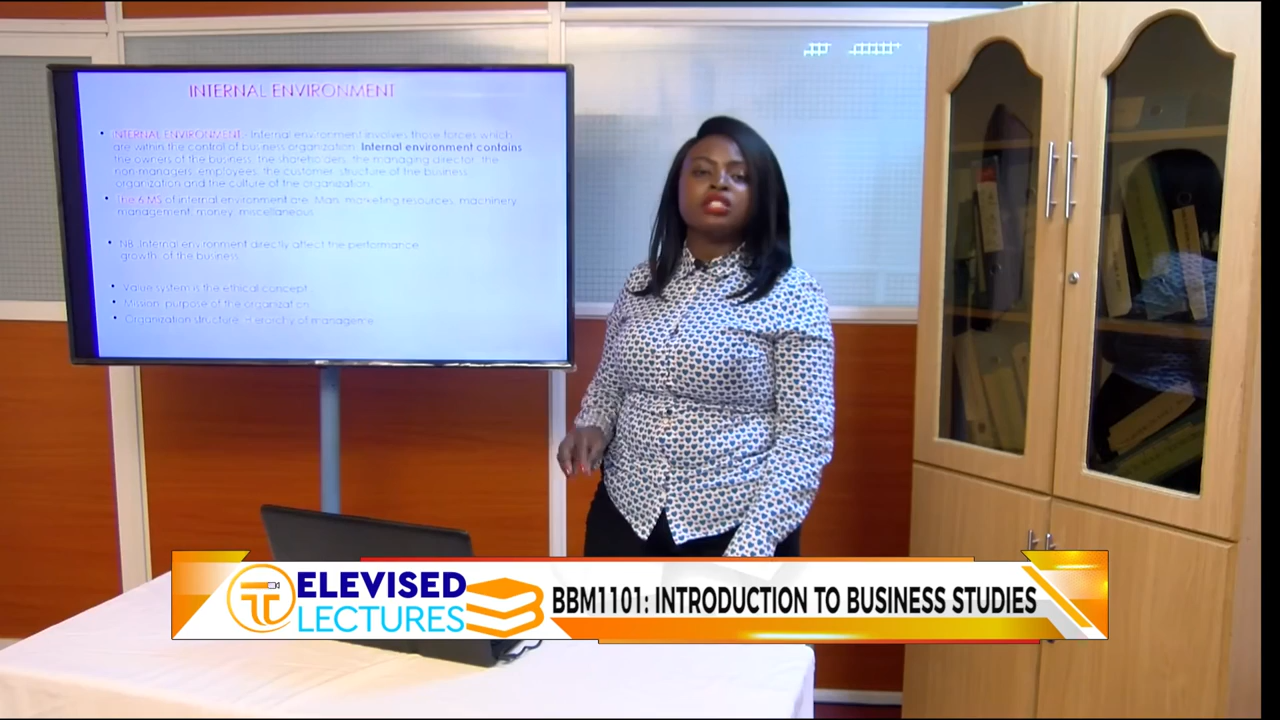 INTERNAL ENVIRONMENT
• INTERNAL ENVIRONMENT - Internal environment involves those forces which
are within the control of business organization. Internal environment contains
the owners of the business, the shareholders, the managing director, the
non-managers, employees, the customer, structure of the business
organization and the culture of the organization.
• The 6 MS of internal environment are: Man, marketing resources, machinery,
management, money, miscellaneous
• NB: Internal environment directly affect the performance
growth of the business
• Value system is the ethical concept
• Mission: purpose of the organization
• Organization structure: Hierarchy of manageme
TELEVISED
LECTURES
BBM1101: INTRODUCTION TO BUSINESS STUDIES